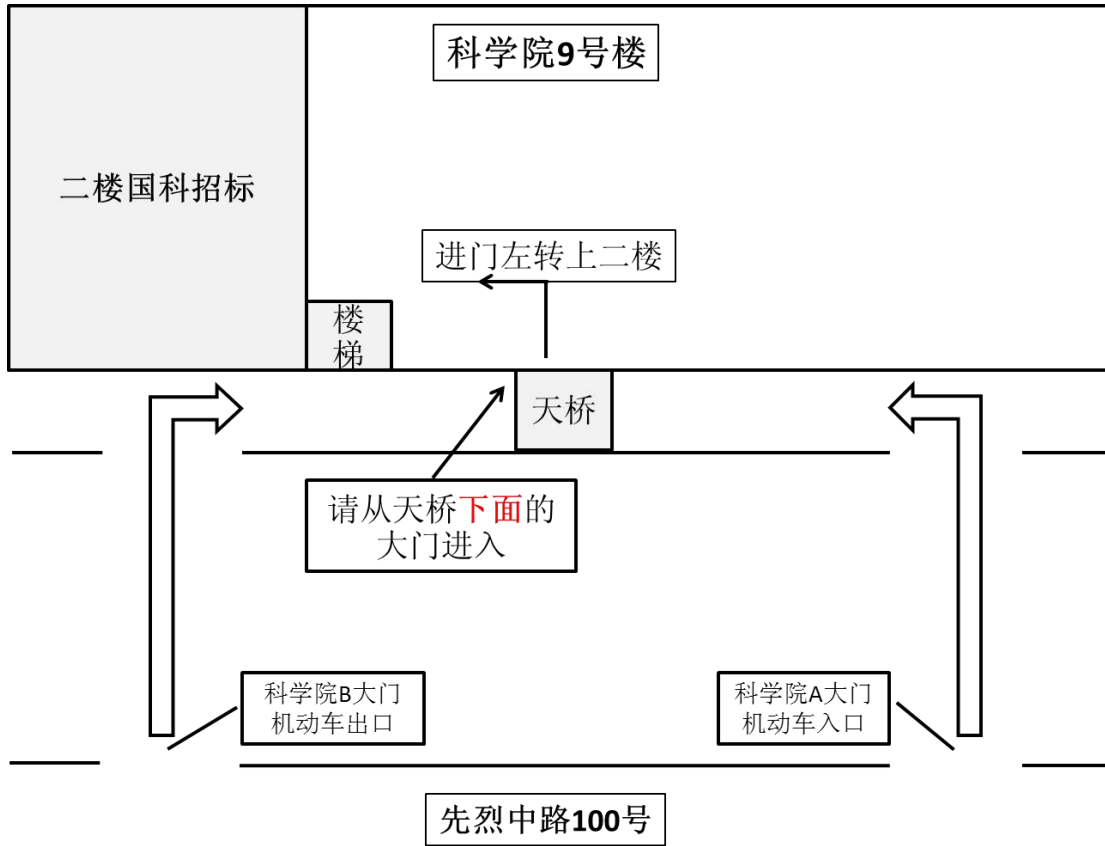 科学院9号楼
二楼国科招标
进门左转上二楼
楼
梯
天桥
请从天桥下面的
大门进入
科学院B大门
机动车出口
科学院A大门
机动车入口
先烈中路100号